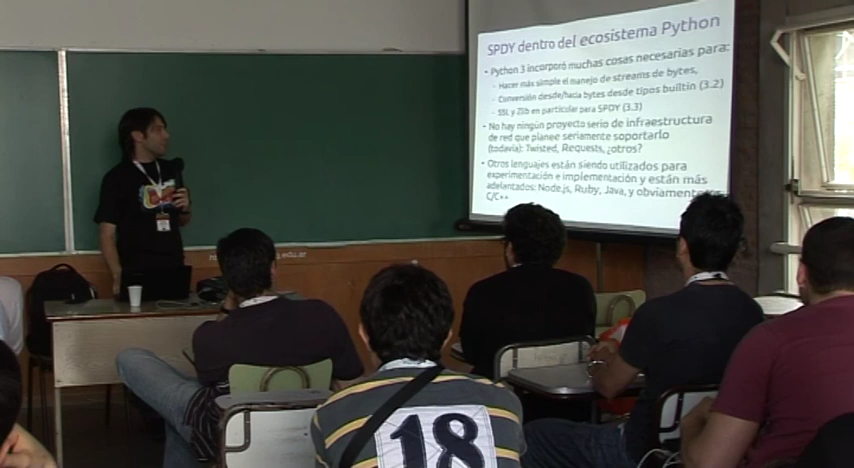 SPDY dentro del ecosistema Python
• Python 3 incorporó muchas cosas necesarias para:
- Hacer más simple el manejo de streams de bytes,
- Conversión desde/hacia bytes desde tipos builtin (3.2)
- SSL y Zlib en particular para SPDY (3.3)
• No hay ningún proyecto serio de infraestructura
de red que planee seriamente soportarlo
(todavía): Twisted, Requests, ¿otros?
• Otros lenguajes están siendo utilizados para
experimentación e implementación y están más
adelantados: Node.js, Ruby, Java, y obviamente
C/C++
.edu.ar
18